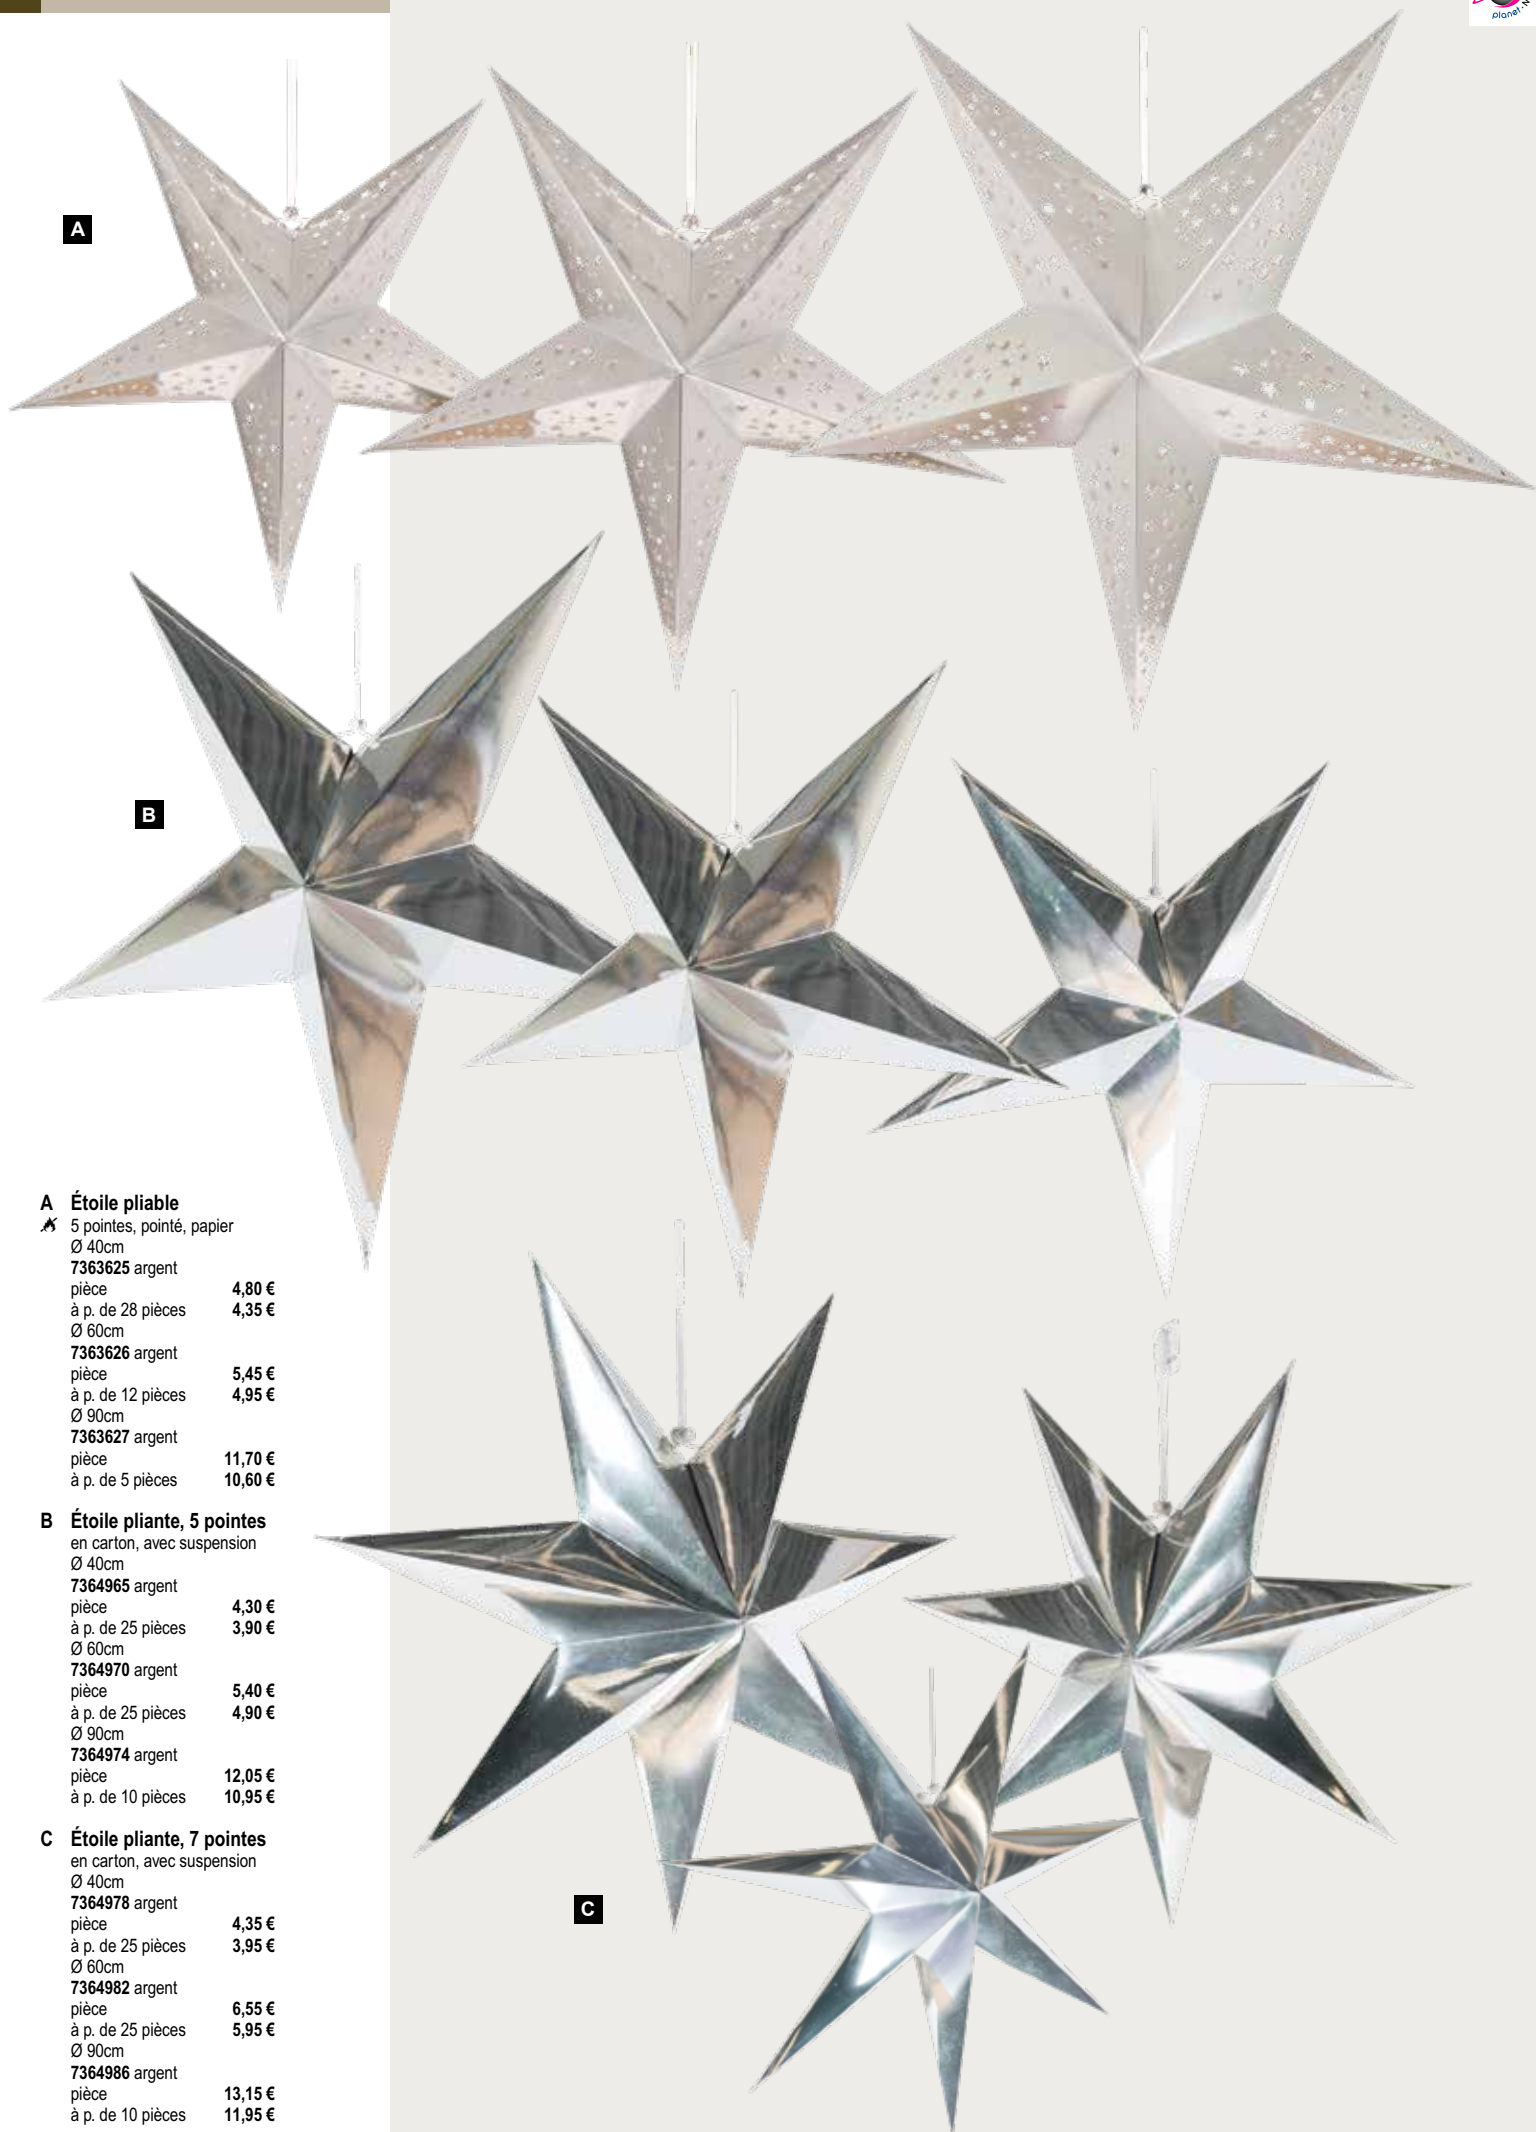 planet-N
A
B
A Étoile pliable
5 pointes, pointé, papier
Ø 40cm
7363625 argent
pièce 4,80 €
à p. de 28 pièces 4,35 €
Ø 60cm
7363626 argent
pièce 5,45 €
à p. de 12 pièces 4,95 €
Ø 90cm
7363627 argent
pièce 11,70 €
à p. de 5 pièces 10,60 €
B Étoile pliante, 5 pointes
en carton, avec suspension
Ø 40cm
7364965 argent
pièce 4,30 €
à p. de 25 pièces 3,90 €
Ø 60cm
7364970 argent
pièce 5,40 €
à p. de 25 pièces 4,90 €
Ø 90cm
7364974 argent
pièce 12,05 €
à p. de 10 pièces 10,95 €
C Étoile pliante, 7 pointes
en carton, avec suspension
Ø 40cm
7364978 argent
pièce 4,35 €
à p. de 25 pièces 3,95 €
Ø 60cm
7364982 argent
pièce 6,55 €
à p. de 25 pièces 5,95 €
Ø 90cm
7364986 argent
pièce 13,15 €
à p. de 10 pièces 11,95 €
C